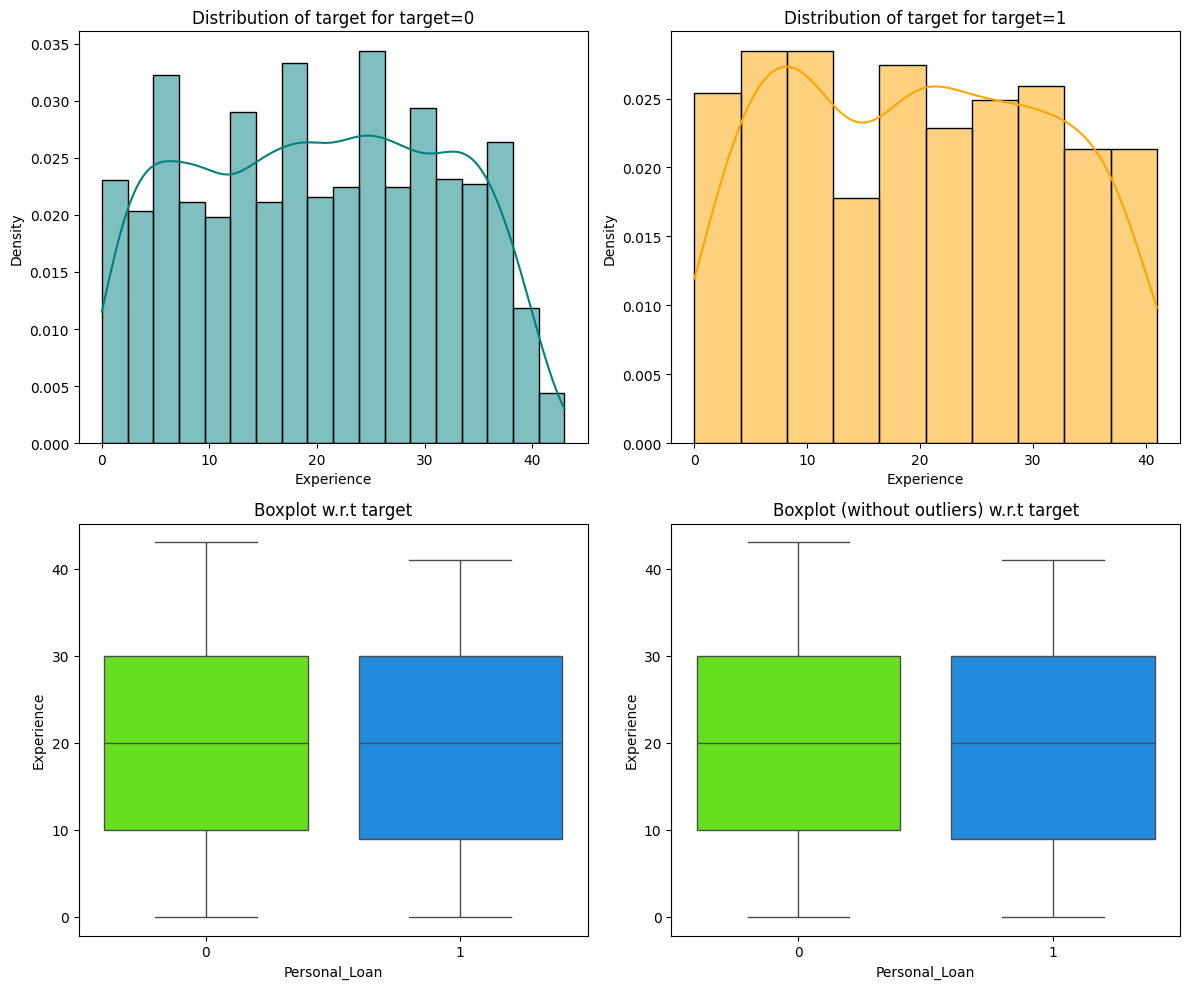 Distribution of target for target=0
Distribution of target for target=1
0.035
0.030
0.025
0.020
0.015
0.010
0.005
0.000
Density
0 10 20 30 40
Experience
0.025
0.020
0.015
0.010
0.005
0.000
Density
0 10 20 30 40
Experience
Boxplot w.r.t target
Boxplot (without outliers) w.r.t target
40
30
20
10
0
Experience
0 1
Personal_Loan
40
30
20
10
0
Experience
0 1
Personal_Loan